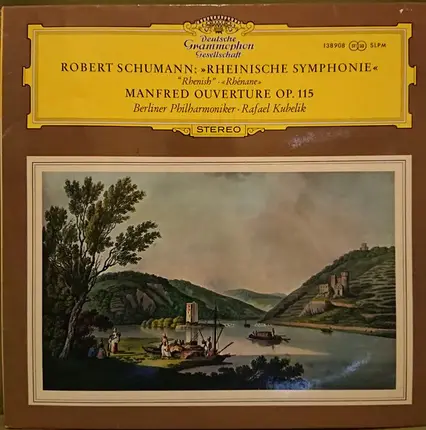 Deutsche
Grammophon
Gesellschaft
138908 SLPM
ROBERT SCHUMANN: »RHEINISCHE SYMPHONIE«
"Rhenish" · «Rhénane»
MANFRED OUVERTURE OP. 115
Berliner Philharmoniker · Rafael Kubelik
STEREO